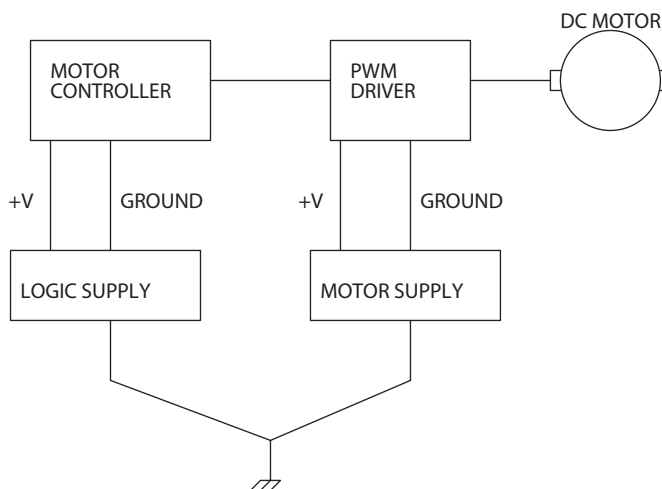 DC MOTOR
MOTOR
CONTROLLER
PWM
DRIVER
+V
GROUND
+V
GROUND
LOGIC SUPPLY
MOTOR SUPPLY